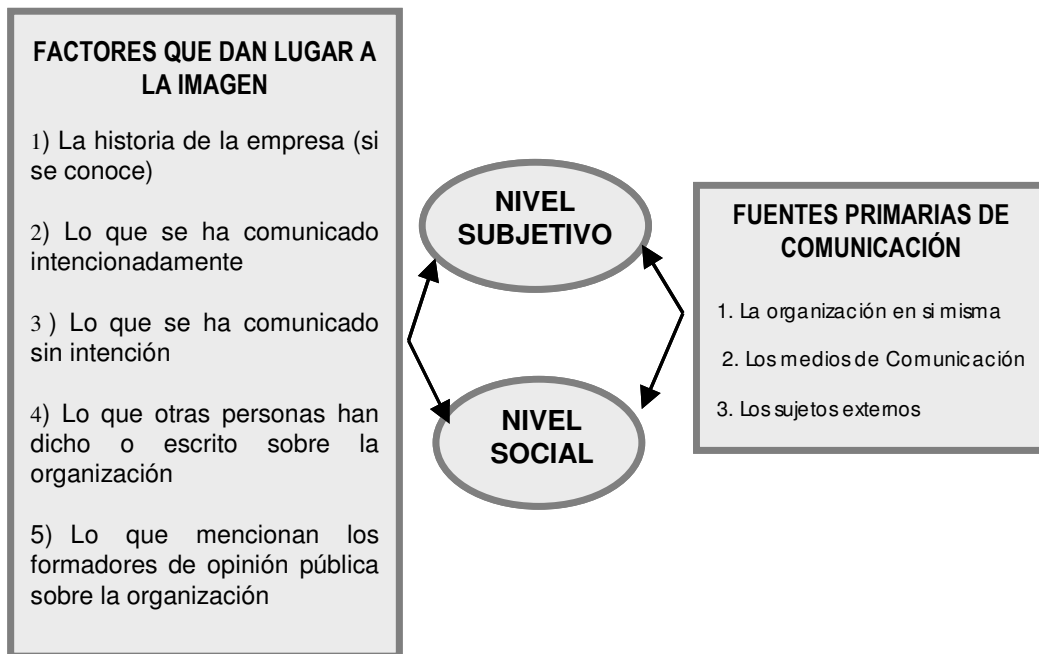 FACTORES QUE DAN LUGAR A
LA IMAGEN
1) La historia de la empresa (si
se conoce)
2) Lo que se ha comunicado
intencionadamente
3 ) Lo que se ha comunicado
sin intención
4) Lo que otras personas han
dicho o escrito sobre la
organización
5) Lo que mencionan los
formadores de opinión pública
sobre la organización
NIVEL
SUBJETIVO
NIVEL
SOCIAL
FUENTES PRIMARIAS DE
COMUNICACIÓN
1. La organización en si misma
2. Los medios de Comunicación
3. Los sujetos externos